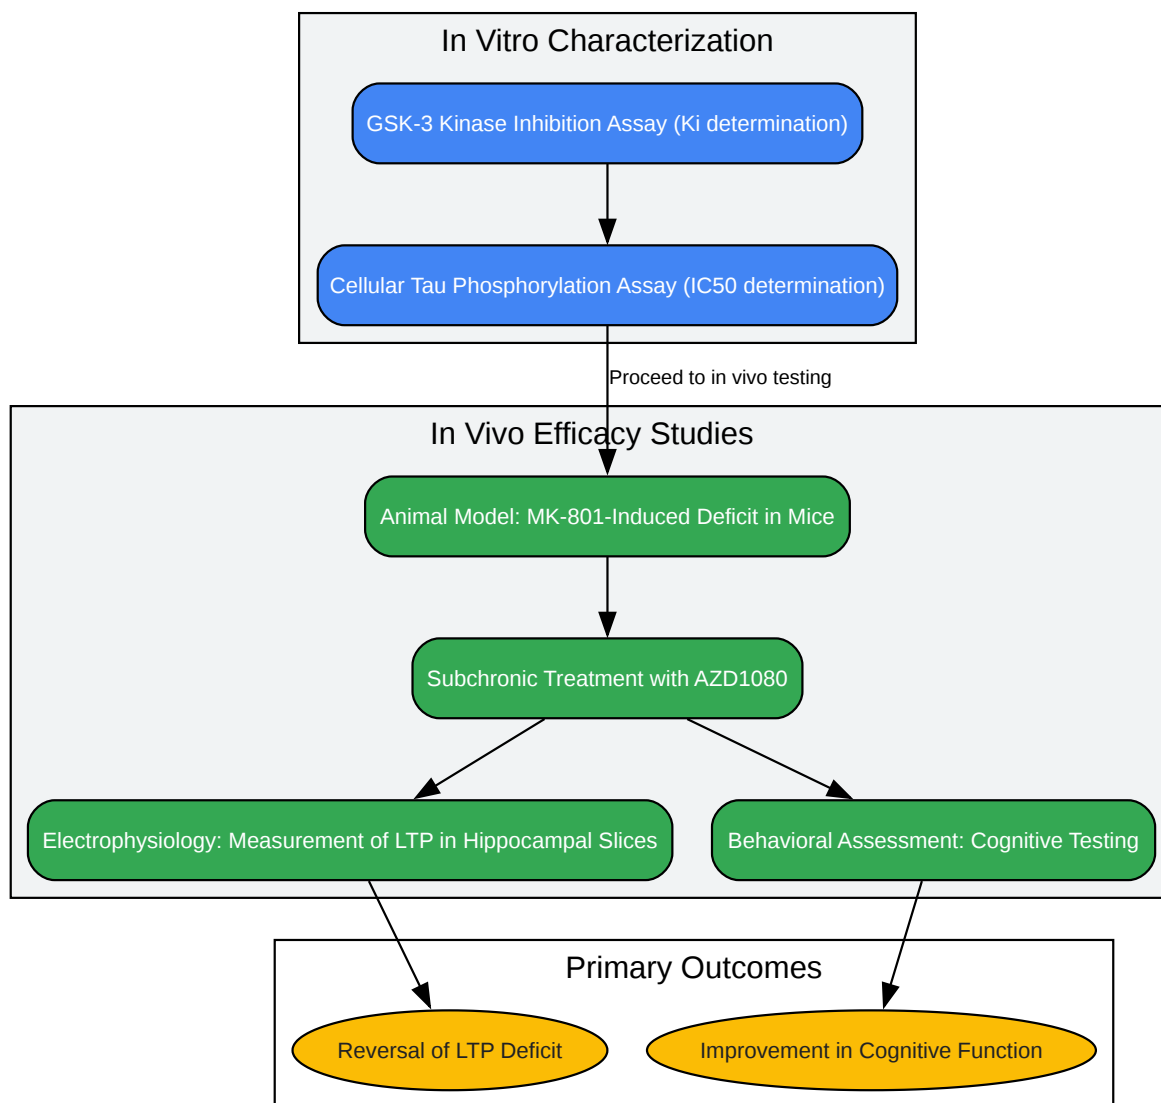 In Vitro Characterization
GSK-3 Kinase Inhibition Assay (Ki determination)
Cellular Tau Phosphorylation Assay (IC50 determination)
Proceed to in vivo testing
In Vivo Efficacy Studies
Animal Model: MK-801-Induced Deficit in Mice
Subchronic Treatment with AZD1080
Electrophysiology: Measurement of LTP in Hippocampal Slices
Behavioral Assessment: Cognitive Testing
Primary Outcomes
Reversal of LTP Deficit
Improvement in Cognitive Function